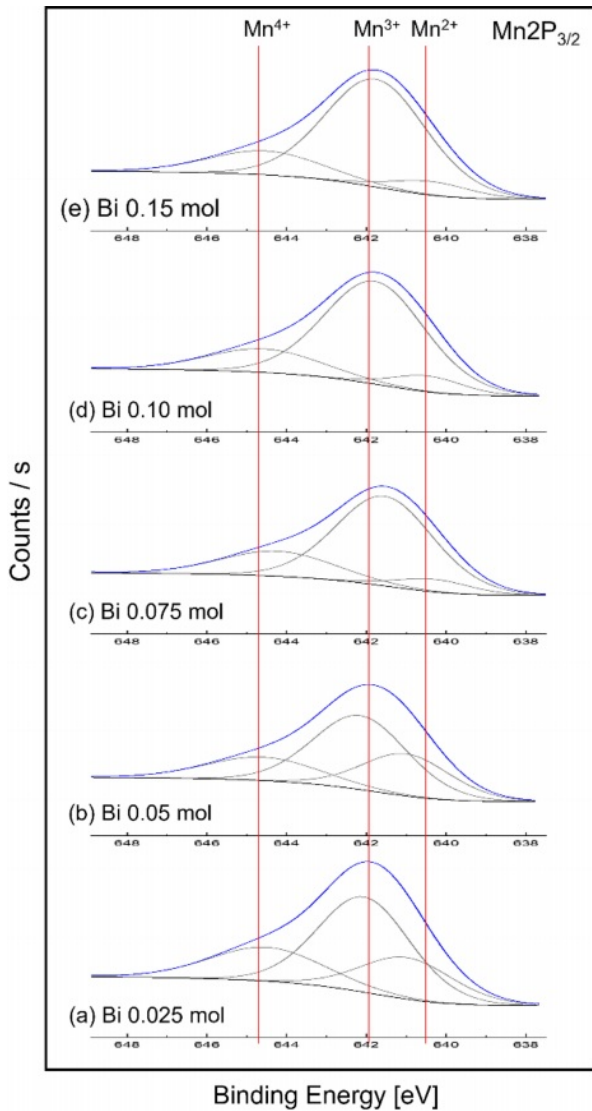 Mn⁴⁺ Mn³⁺ Mn²⁺ Mn2P₃/₂
(e) Bi 0.15 mol
648 646 644 642 640 638
(d) Bi 0.10 mol
648 646 644 642 640 638
(c) Bi 0.075 mol
648 646 644 642 640 638
(b) Bi 0.05 mol
648 646 644 642 640 638
(a) Bi 0.025 mol
648 646 644 642 640 638
Counts / s
Binding Energy [eV]